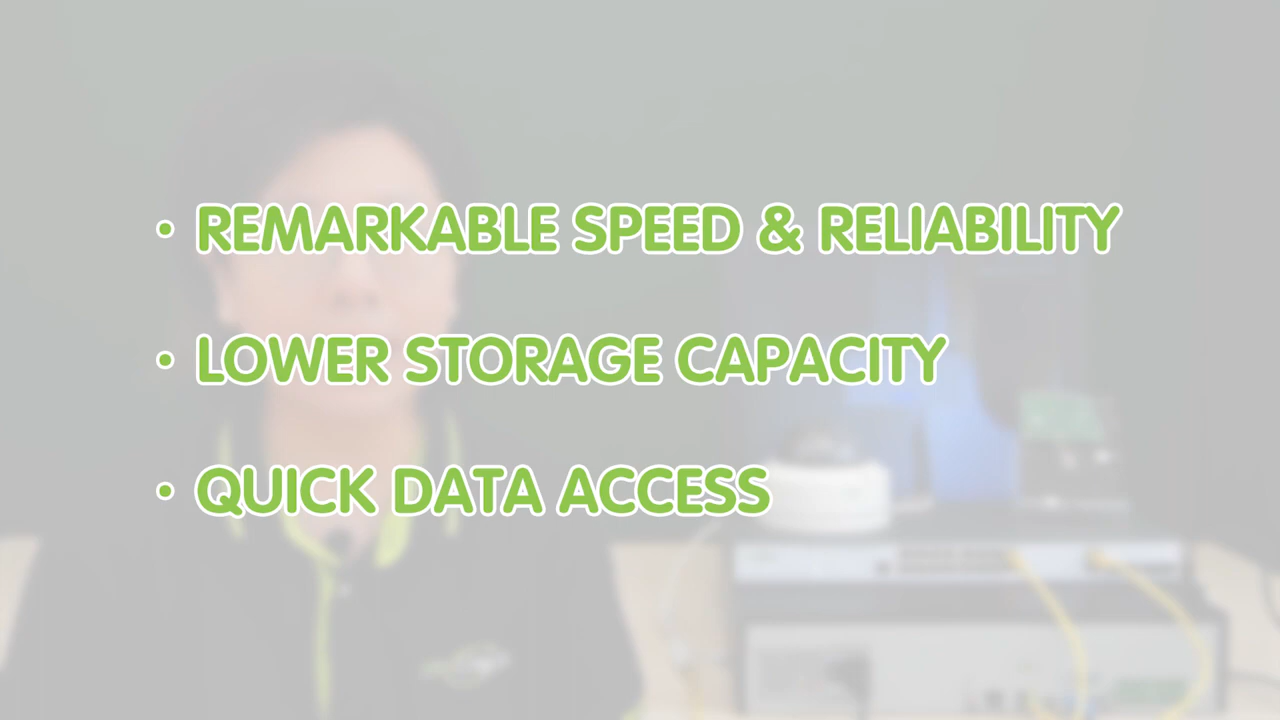 • REMARKABLE SPEED & RELIABILITY
• LOWER STORAGE CAPACITY
• QUICK DATA ACCESS